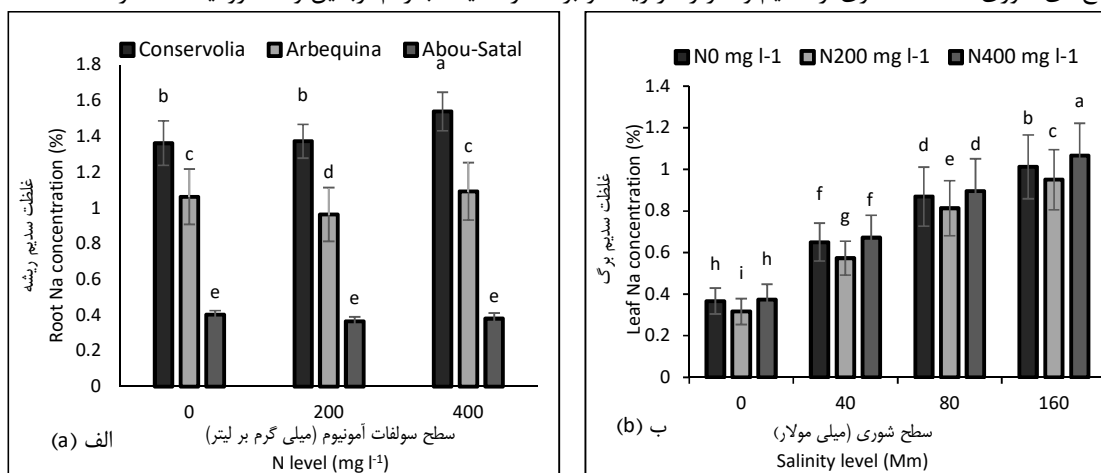 Conservolia Arbequina Abou-Satal
1.8
1.6
1.4
1.2
1
0.8
0.6
0.4
0.2
0
b
c
e
b
d
e
a
c
e
غلظت سدیم ریشه
Root Na concentration (%)
0 200 400
سطح سولفات آمونیوم (میلی گرم بر لیتر)
N level (mg l-1)
الف (a)
N0 mg l-1 N200 mg l-1 N400 mg l-1
1.4
1.2
1
0.8
0.6
0.4
0.2
0
h
i
h
f
g
f
d
e
d
b
c
a
غلظت سدیم برگ
Leaf Na concentration (%)
0 40 80 160
سطح شوری (میلی مولار)
Salinity level (Mm)
ب (b)